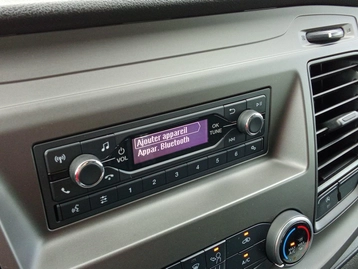 Ajouter appareil
Appar. Bluetooth
VOL
OK
TUNE
1 2 3 4 5 6
A/C